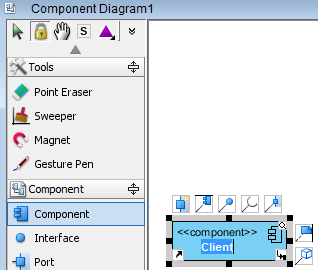 Component Diagram1
S
Tools
Point Eraser
Sweeper
Magnet
Gesture Pen
Component
Component
Interface
Port
<<component>>
Client